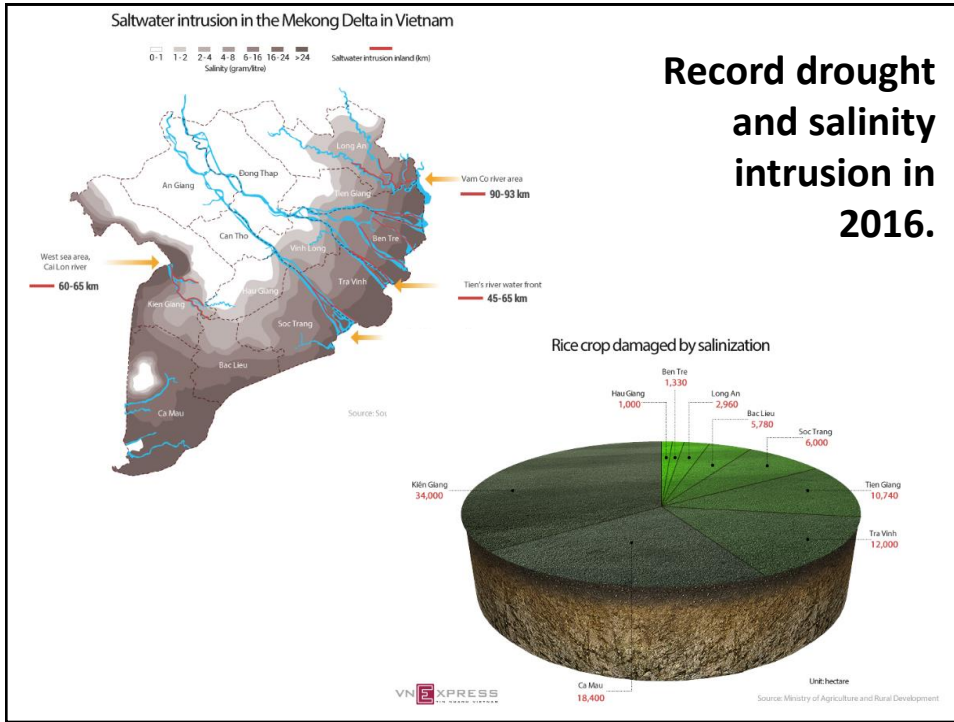 Saltwater intrusion in the Mekong Delta in Vietnam
0-1 1-2 2-4 4-8 6-16 16-24 >24
Salinity (gram/litre)
Saltwater intrusion inland (km)
Record drought
and salinity
intrusion in
2016.
Long An
Đong Thap
An Giang
Tien Giang
Vam Co river area
90-93 km
Can Tho
Vinh Long
Ben Tre
West sea area,
Cai Lon river
60-65 km
Kien Giang
Hau Giang
Tra Vinh
Tien's river water front
45-65 km
Soc Trang
Bac Lieu
Ca Mau
Source: Sou
Rice crop damaged by salinization
Ben Tre
1,330
Hau Giang
1,000
Long An
2,960
Bac Lieu
5,780
Soc Trang
6,000
Kiên Giang
34,000
Tien Giang
10,740
Tra Vinh
12,000
Ca Mau
18,400
Unit: hectare
Source: Ministry of Agriculture and Rural Development
VNEXPRESS
TIN NHANH VIETNAM